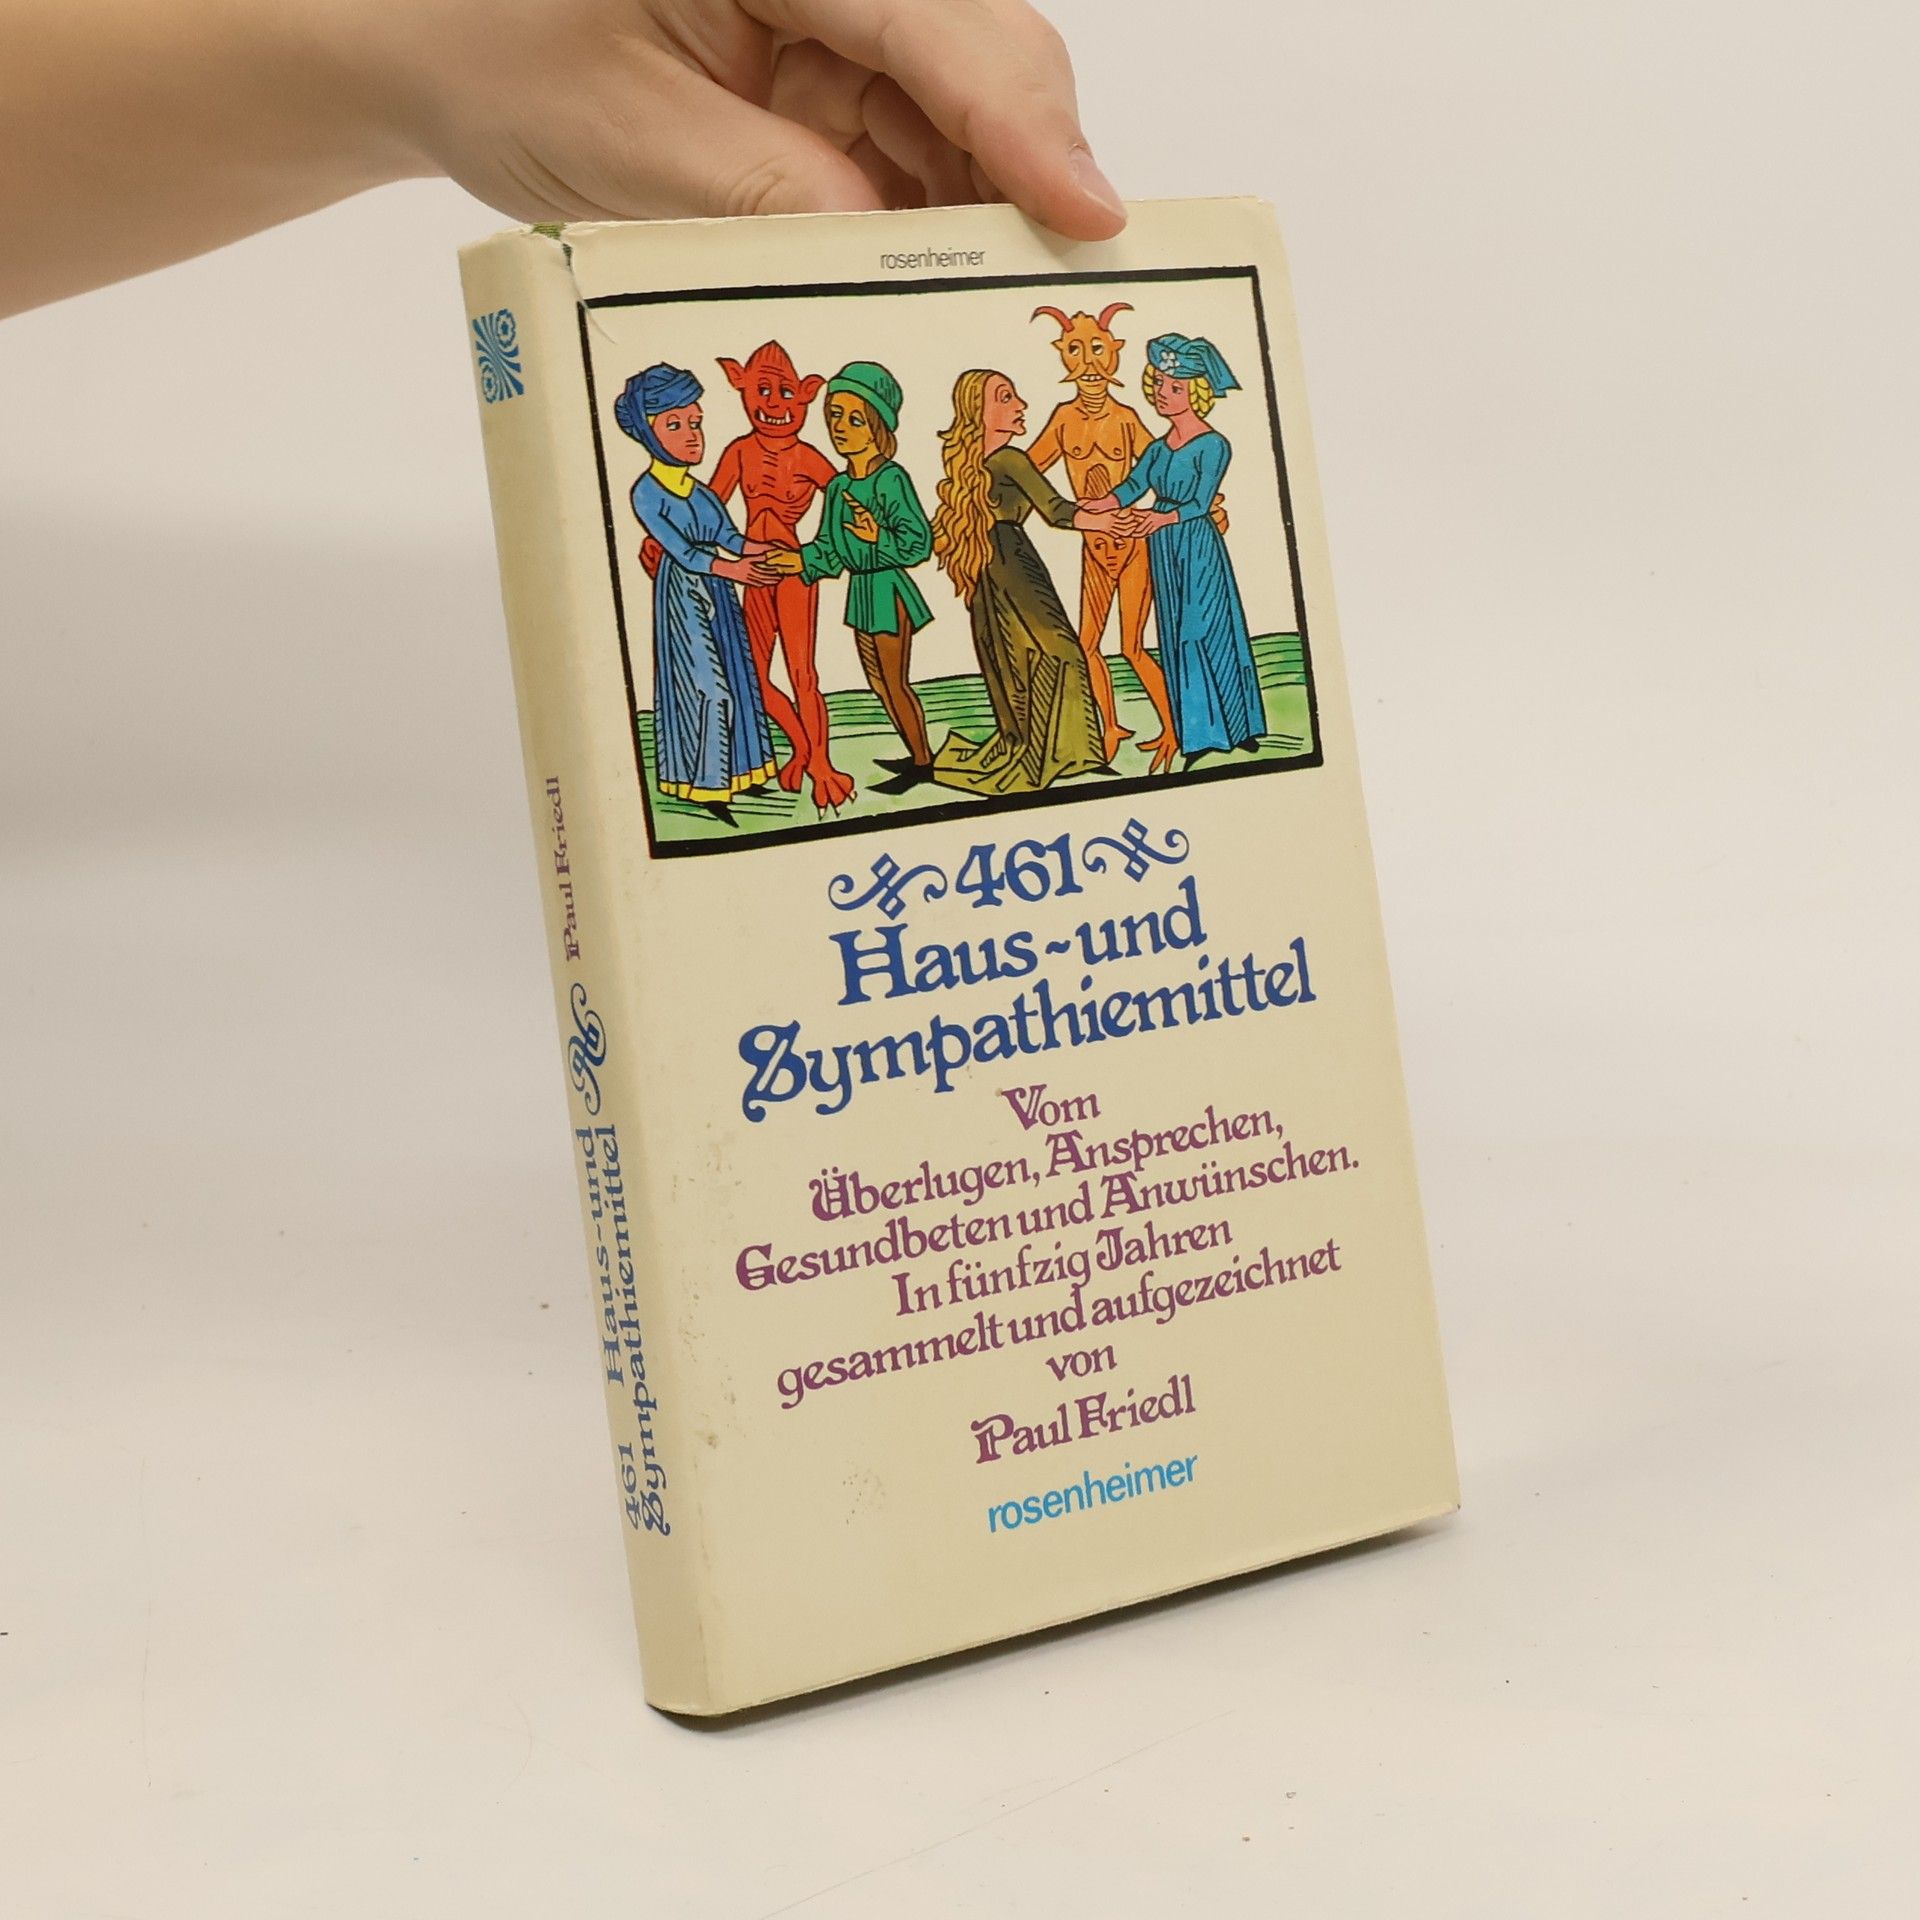 rosenheimer
461
Haus- und
Sympathiemittel
Vom
Überlugen, Ansprechen,
Gesundbeten und Anwünschen.
In fünfzig Jahren
gesammelt und aufgezeichnet
von
Paul Friedl
rosenheimer
461 Haus- und
Sympathiemittel
Paul Friedl